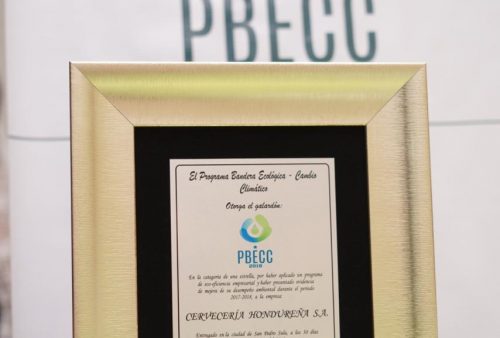 PBECC
El Programa Bandera Ecológica - Cambio
Climático
Otorga el galardón:
PBECC
2018
En la categoría de una estrella, por haber aplicado un programa
de eco-eficiencia empresarial y haber presentado evidencia
de mejora de su desempeño ambiental durante el período
2017-2018, a la empresa:
CERVECERÍA HONDUREÑA S.A.
Entregado en la ciudad de San Pedro Sula, a los 30 días